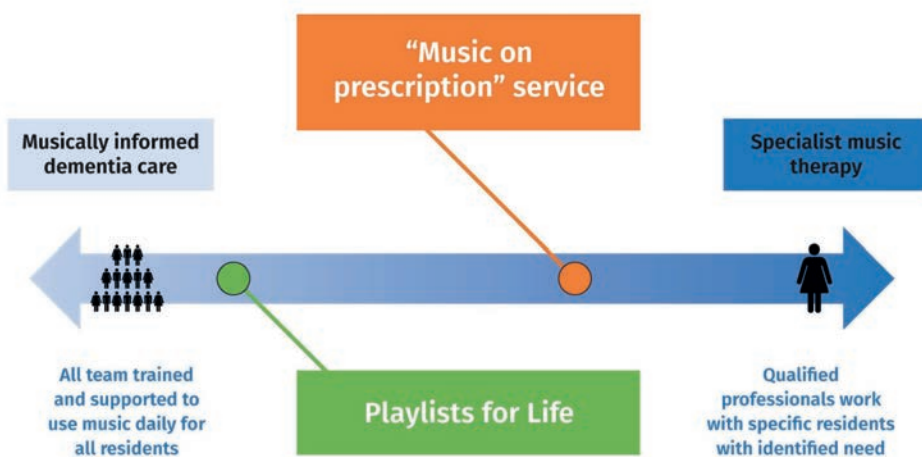 “Music on
prescription” service
Musically informed
dementia care
Specialist music
therapy
All team trained
and supported to
use music daily for
all residents
Playlists for Life
Qualified
professionals work
with specific residents
with identified need